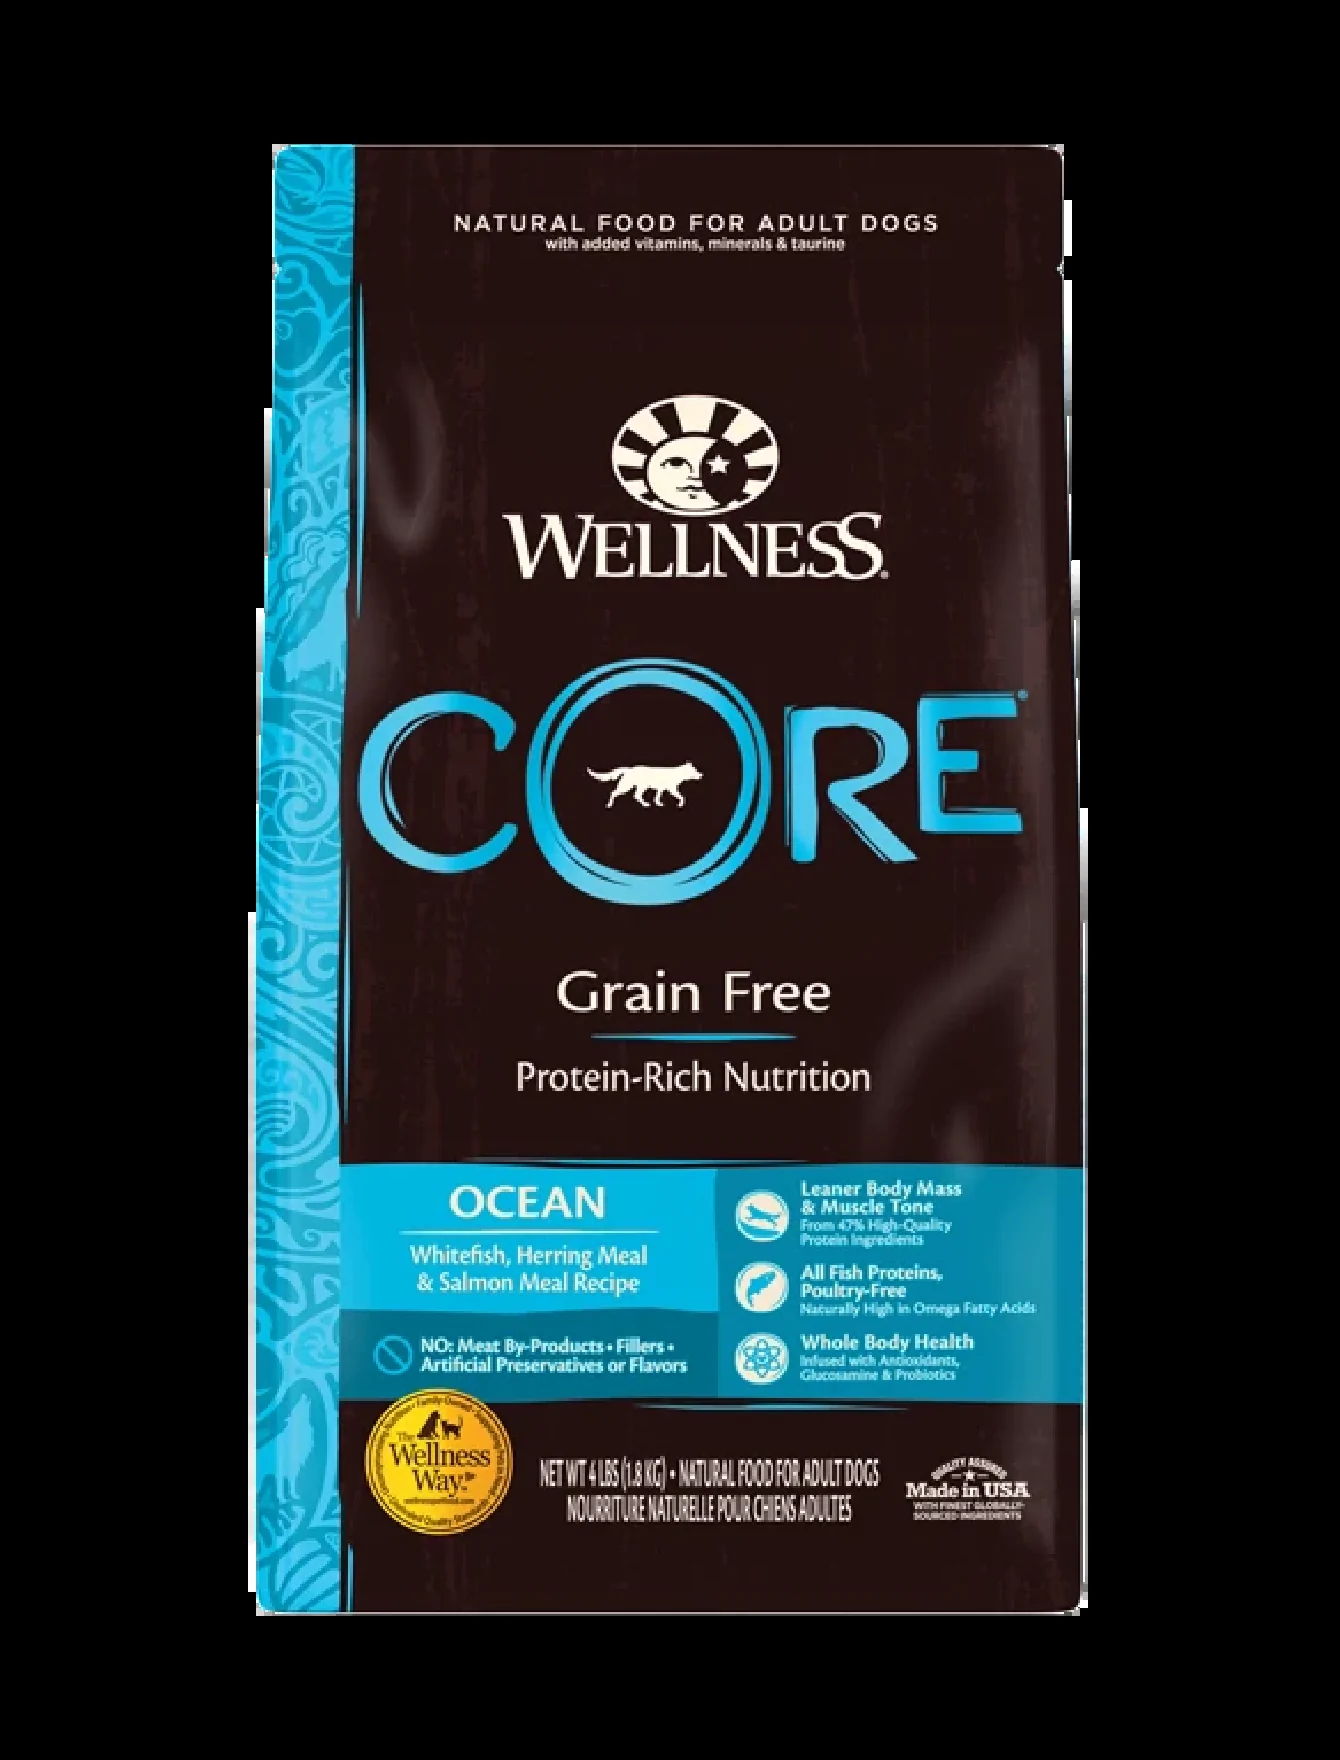 NATURAL FOOD FOR ADULT DOGS
with added vitamins, minerals & taurine
WELLNESS®
CORE®
Grain Free
Protein-Rich Nutrition
OCEAN
Whitefish, Herring Meal
& Salmon Meal Recipe
NO: Meat By-Products • Fillers •
Artificial Preservatives or Flavors
Leaner Body Mass
& Muscle Tone
From 47% High-Quality
Protein Ingredients
All Fish Proteins,
Poultry-Free
Naturally High in Omega Fatty Acids
Whole Body Health
Infused with Antioxidants,
Glucosamine & Probiotics
The
Wellness
Way.
NET WT 4 LBS (1.8 KG) • NATURAL FOOD FOR ADULT DOGS
NOURRITURE NATURELLE POUR CHIENS ADULTES
QUALITY ASSURED
Made in USA
WITH FINEST GLOBALLY-
SOURCED INGREDIENTS